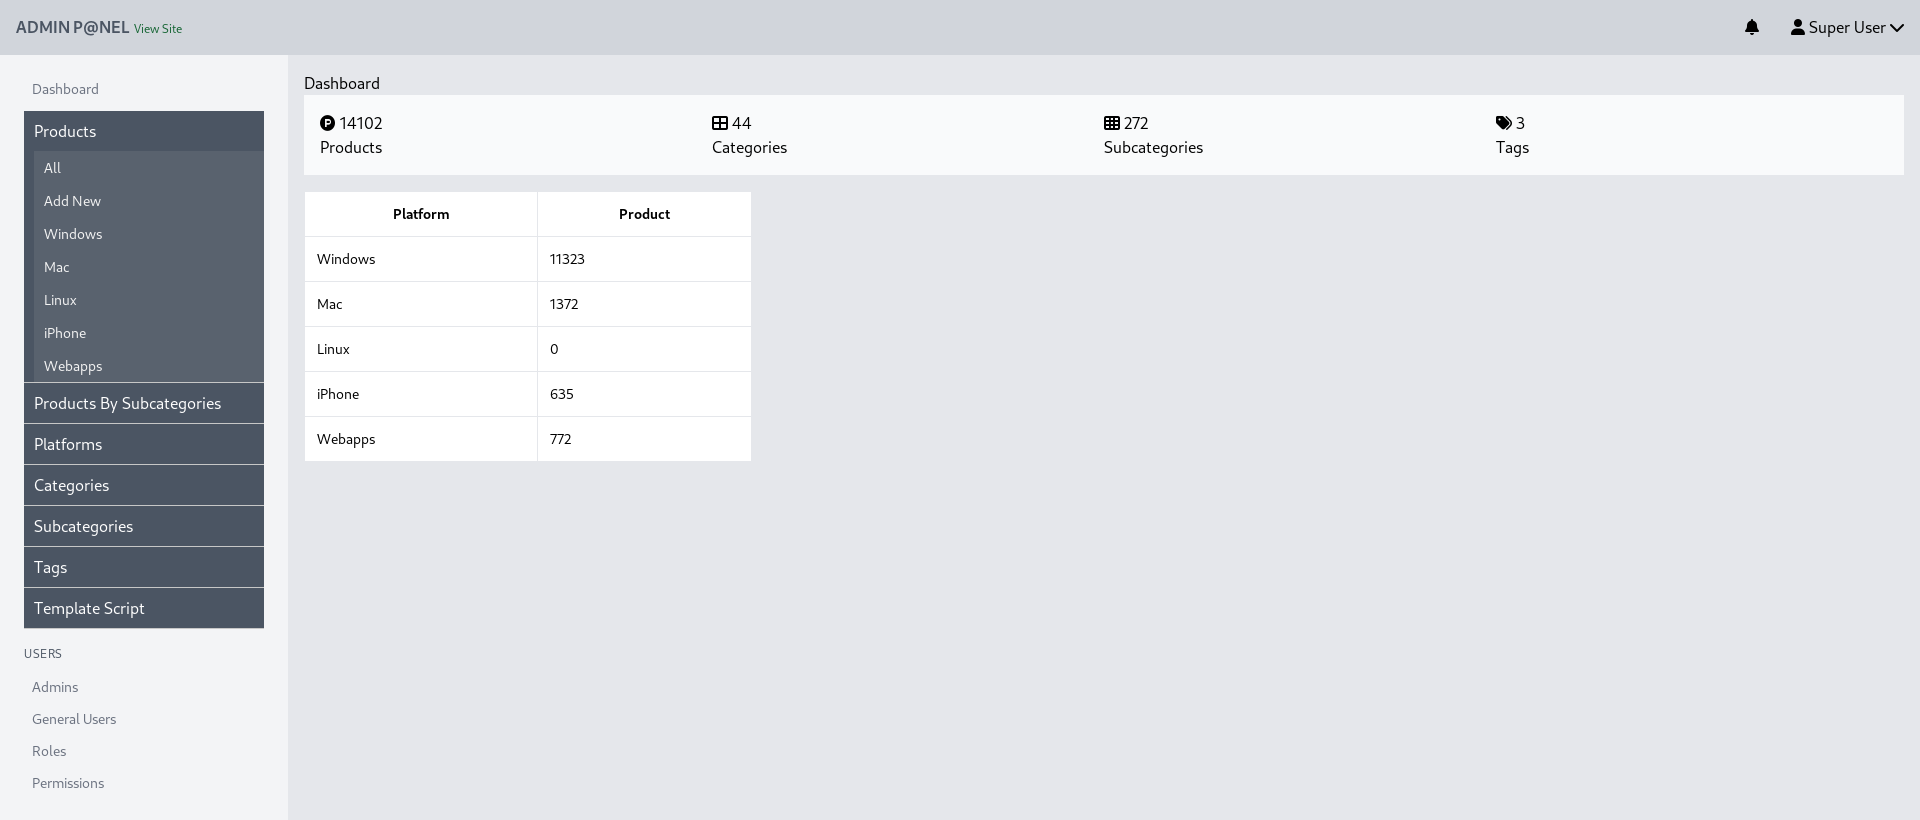 ADMIN P@NEL View Site
Super User
Dashboard
Products
All
Add New
Windows
Mac
Linux
iPhone
Webapps
Products By Subcategories
Platforms
Categories
Subcategories
Tags
Template Script
USERS
Admins
General Users
Roles
Permissions
Dashboard
14102
Products
44
Categories
272
Subcategories
3
Tags
Platform Product
Windows 11323
Mac 1372
Linux 0
iPhone 635
Webapps 772